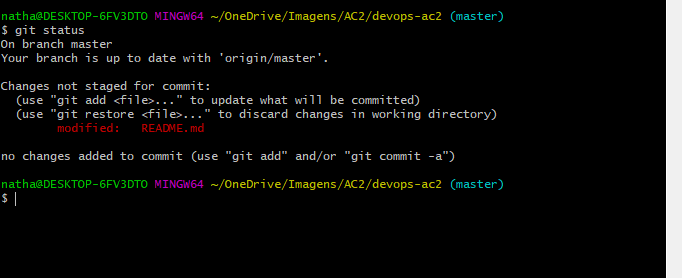 natha@DESKTOP-6FV3DTO MINGW64 ~/OneDrive/Imagens/AC2/devops-ac2 (master)
$ git status
On branch master
Your branch is up to date with 'origin/master'.
Changes not staged for commit:
  (use "git add <file>..." to update what will be committed)
  (use "git restore <file>..." to discard changes in working directory)
        modified:   README.md
no changes added to commit (use "git add" and/or "git commit -a")
natha@DESKTOP-6FV3DTO MINGW64 ~/OneDrive/Imagens/AC2/devops-ac2 (master)
$